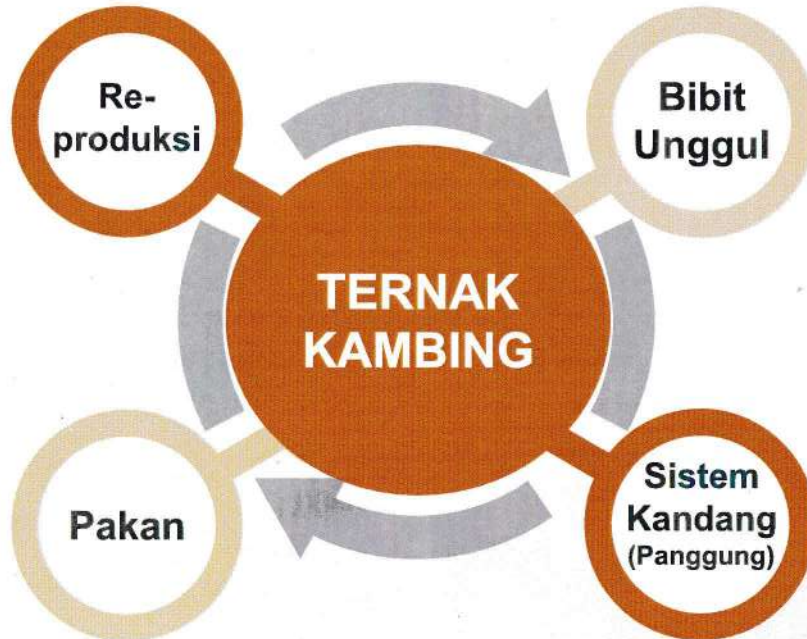 Re-
produksi
Bibit
Unggul
TERNAK
KAMBING
Pakan
Sistem
Kandang
(Panggung)